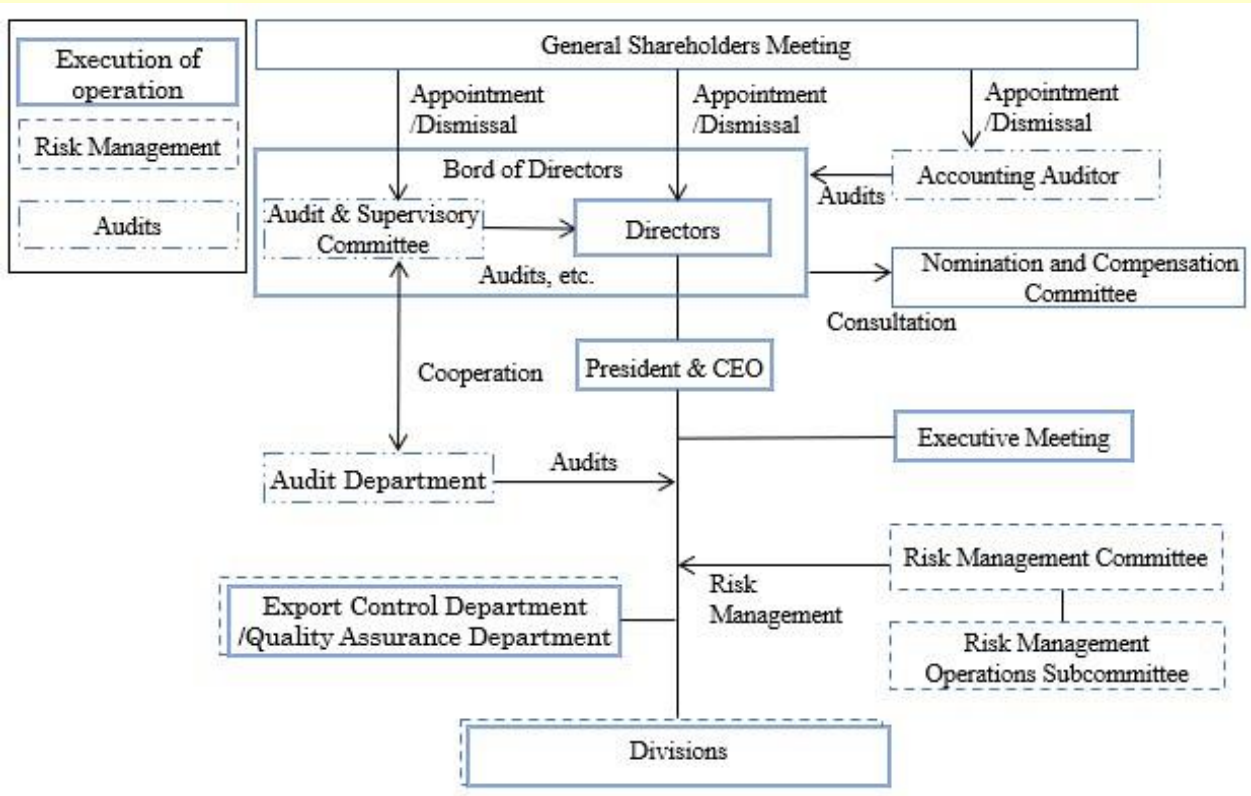 Execution of
operation
Risk Management
Audits
General Shareholders Meeting
Appointment
/Dismissal
Appointment
/Dismissal
Appointment
/Dismissal
Bord of Directors
Audit & Supervisory
Committee
Directors
Audits, etc.
Accounting Auditor
Audits
Nomination and Compensation
Committee
Consultation
President & CEO
Cooperation
Executive Meeting
Audit Department
Audits
Risk Management Committee
Risk
Management
Export Control Department
/Quality Assurance Department
Risk Management
Operations Subcommittee
Divisions